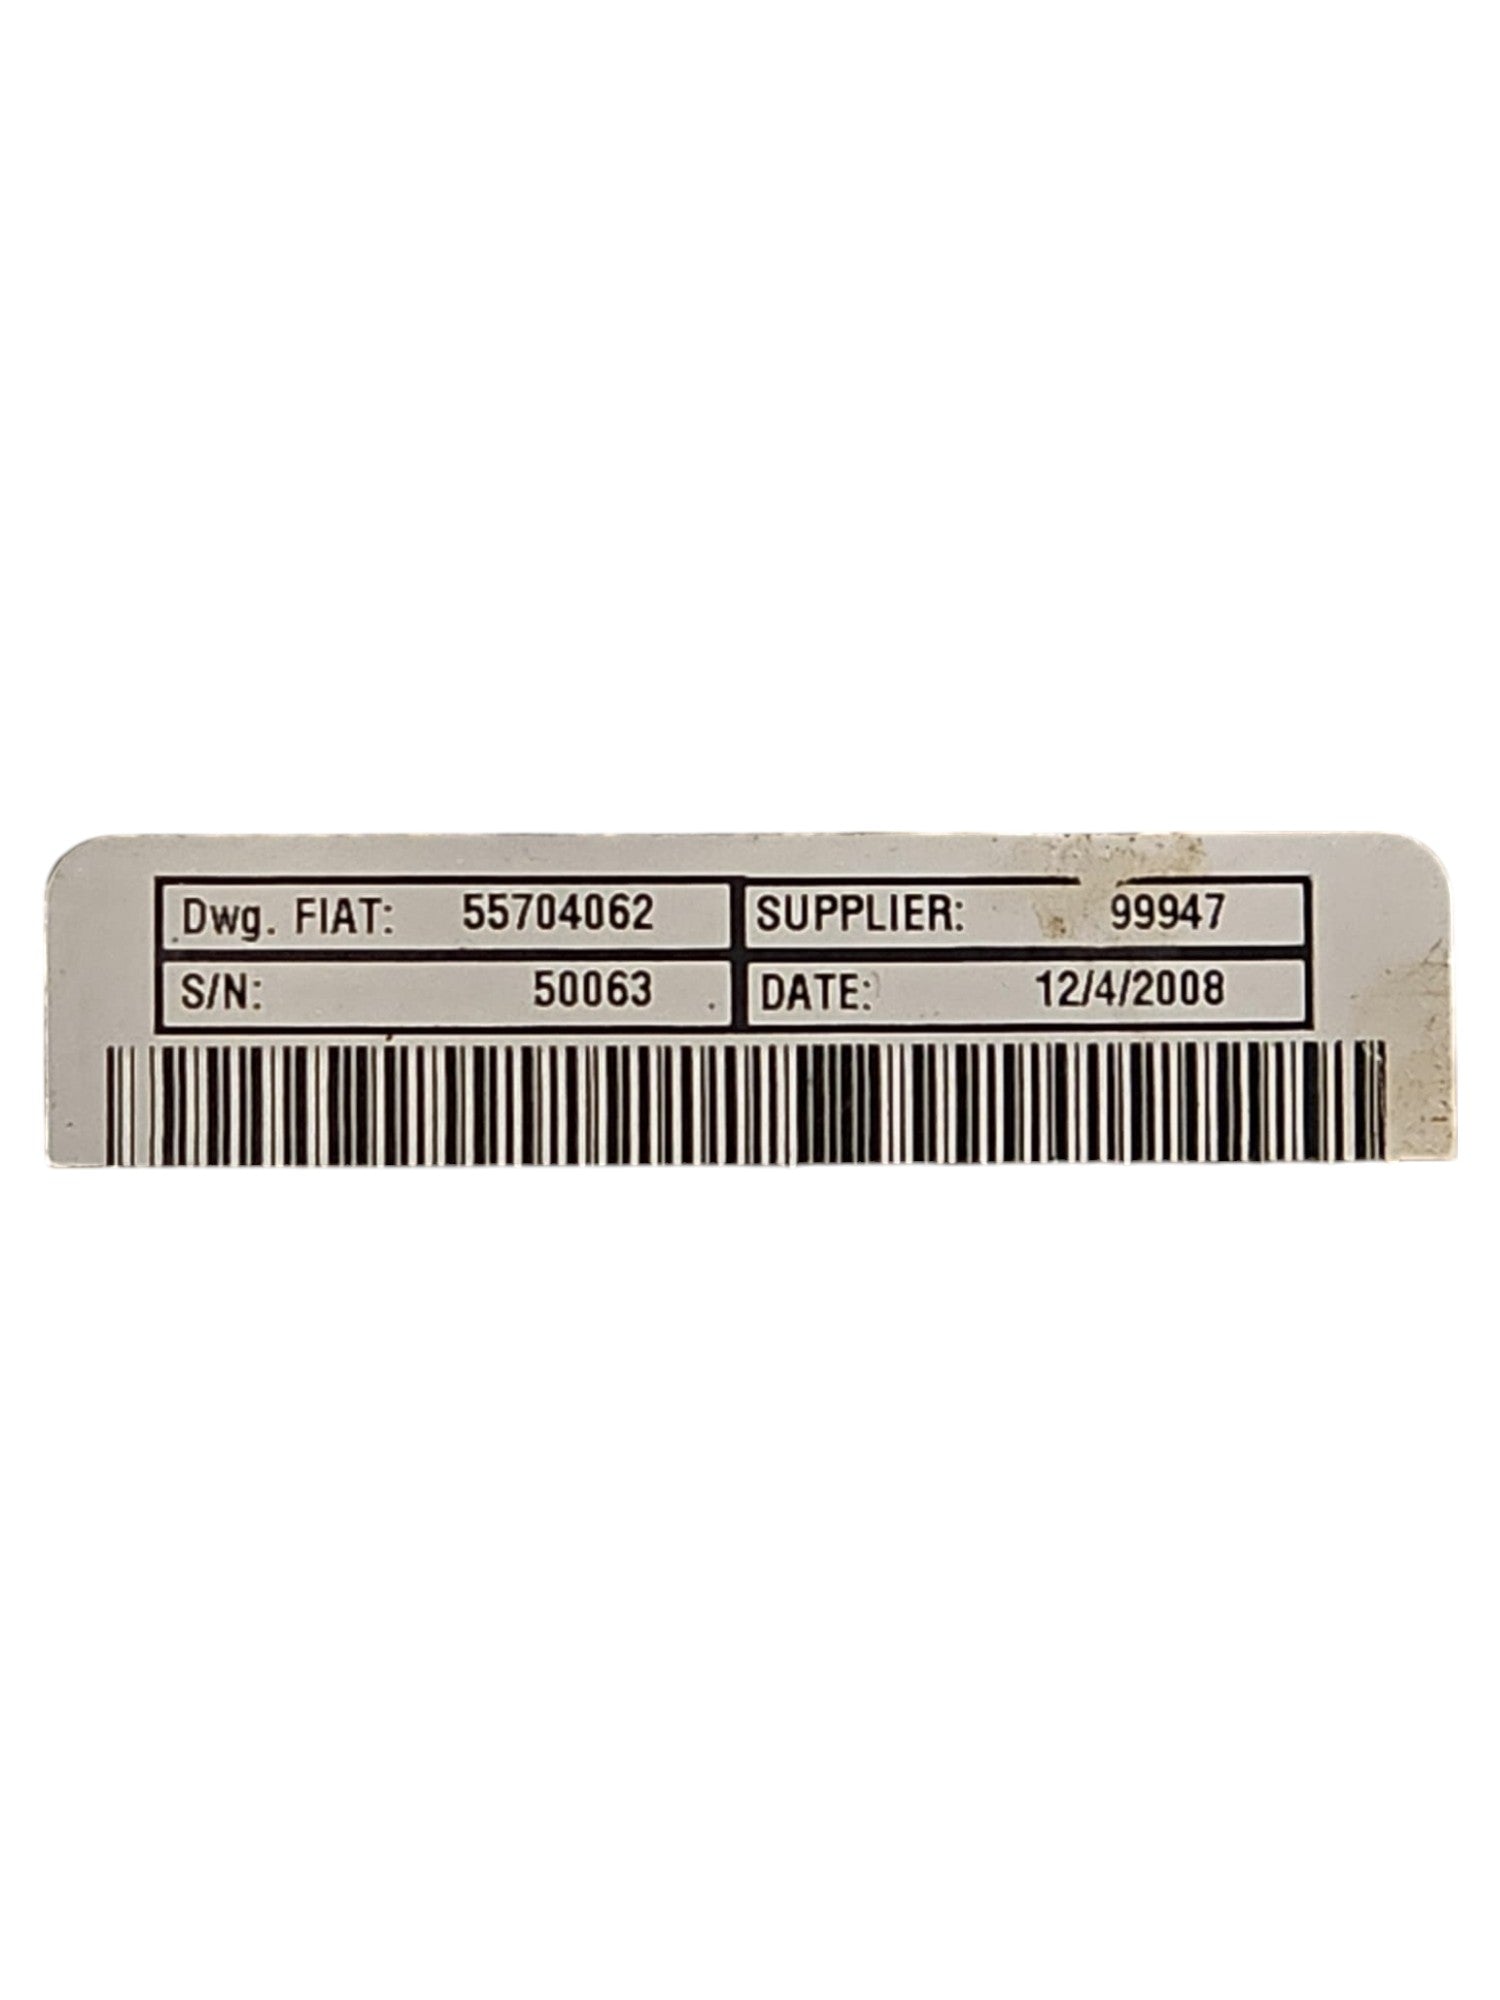 Dwg. FIAT: 55704062 SUPPLIER: 99947
S/N: 50063 DATE: 12/4/2008